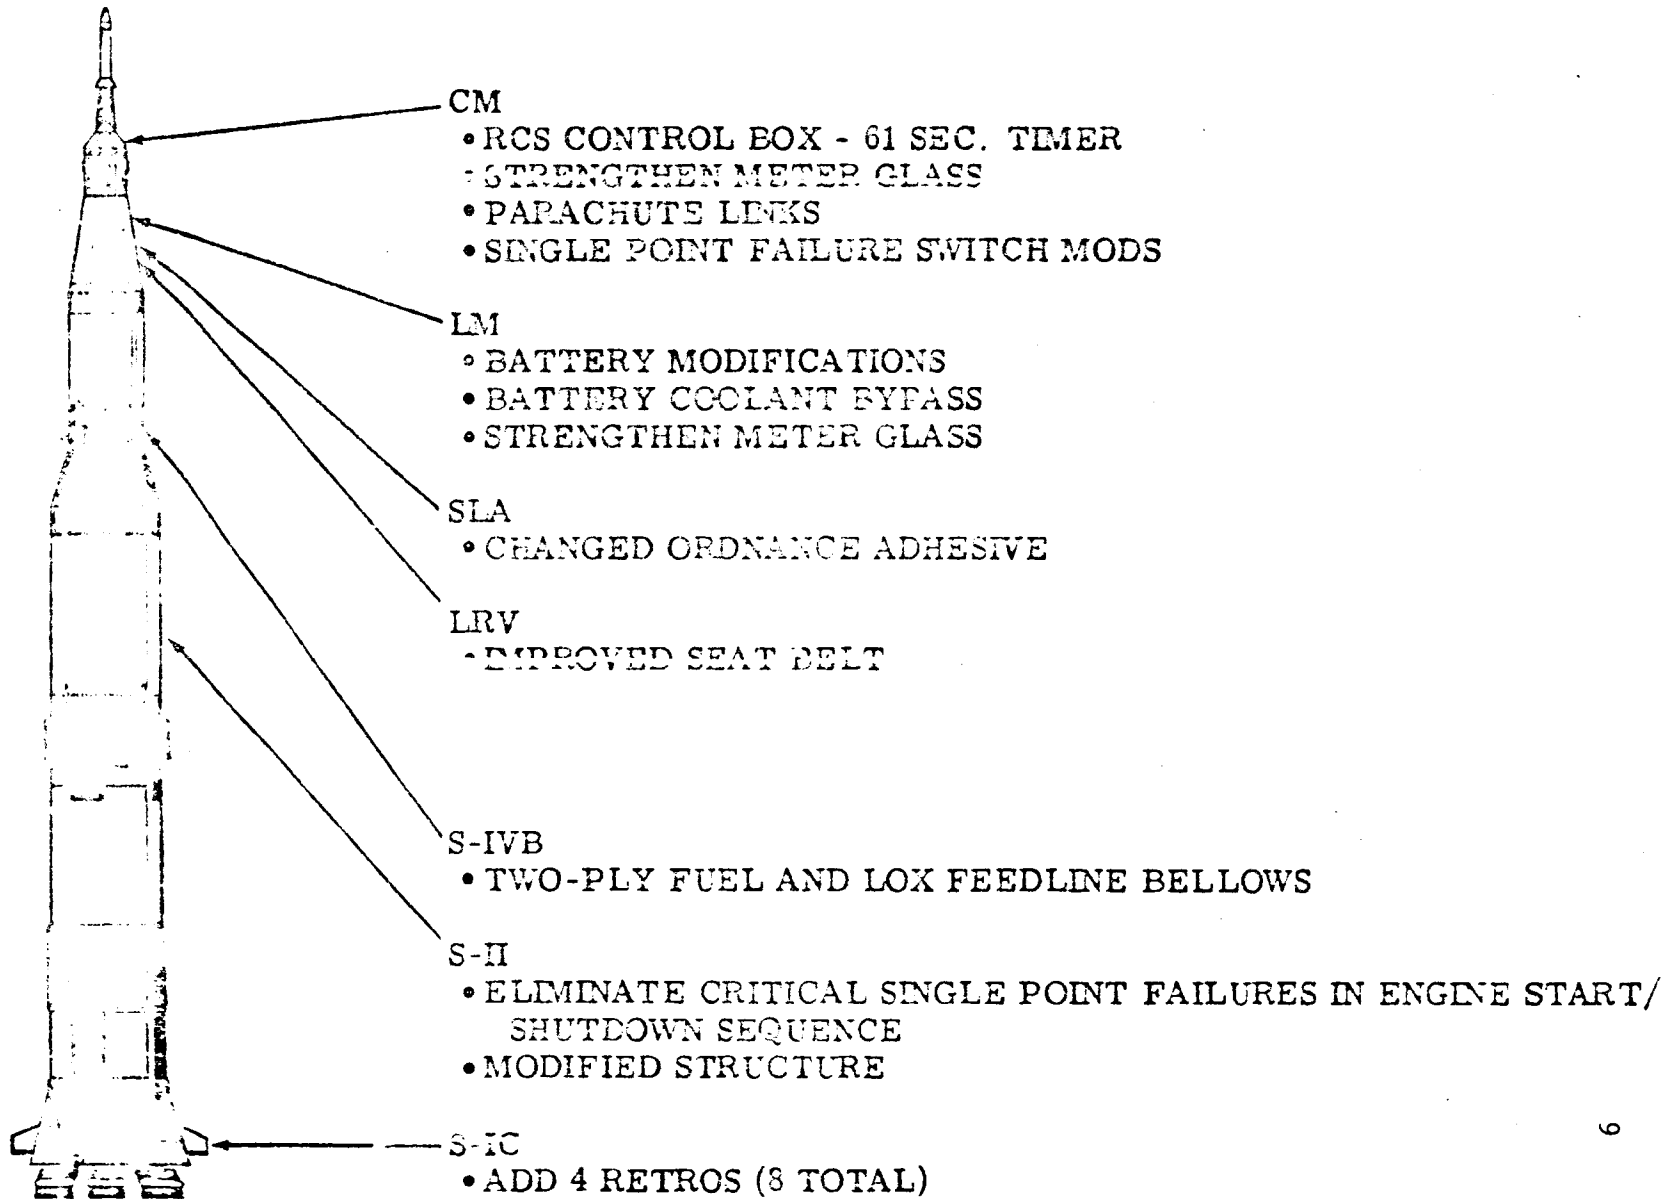 CM
• RCS CONTROL BOX - 61 SEC. TIMER
• STRENGTHEN METER GLASS
• PARACHUTE LINKS
• SINGLE POINT FAILURE SWITCH MODS
LM
• BATTERY MODIFICATIONS
• BATTERY COOLANT BYPASS
• STRENGTHEN METER GLASS
SLA
• CHANGED ORDNANCE ADHESIVE
LRV
• IMPROVED SEAT BELT
S-IVB
• TWO-PLY FUEL AND LOX FEEDLINE BELLOWS
S-II
• ELIMINATE CRITICAL SINGLE POINT FAILURES IN ENGINE START/
SHUTDOWN SEQUENCE
• MODIFIED STRUCTURE
S-IC
• ADD 4 RETROS (8 TOTAL)
9